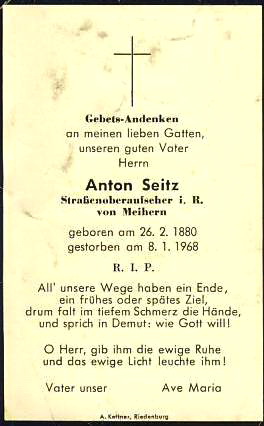 Gebets-Andenken
an meinen lieben Gatten,
unseren guten Vater
Herrn
Anton Seitz
Straßenoberaufseher i. R.
von Meihern
geboren am 26. 2. 1880
gestorben am 8. 1. 1968
R. I. P.
All' unsere Wege haben ein Ende,
ein frühes oder spätes Ziel,
drum falt im tiefem Schmerz die Hände,
und sprich in Demut: wie Gott will!
O Herr, gib ihm die ewige Ruhe
und das ewige Licht leuchte ihm!
Vater unser Ave Maria
A. Kettner, Riedenburg